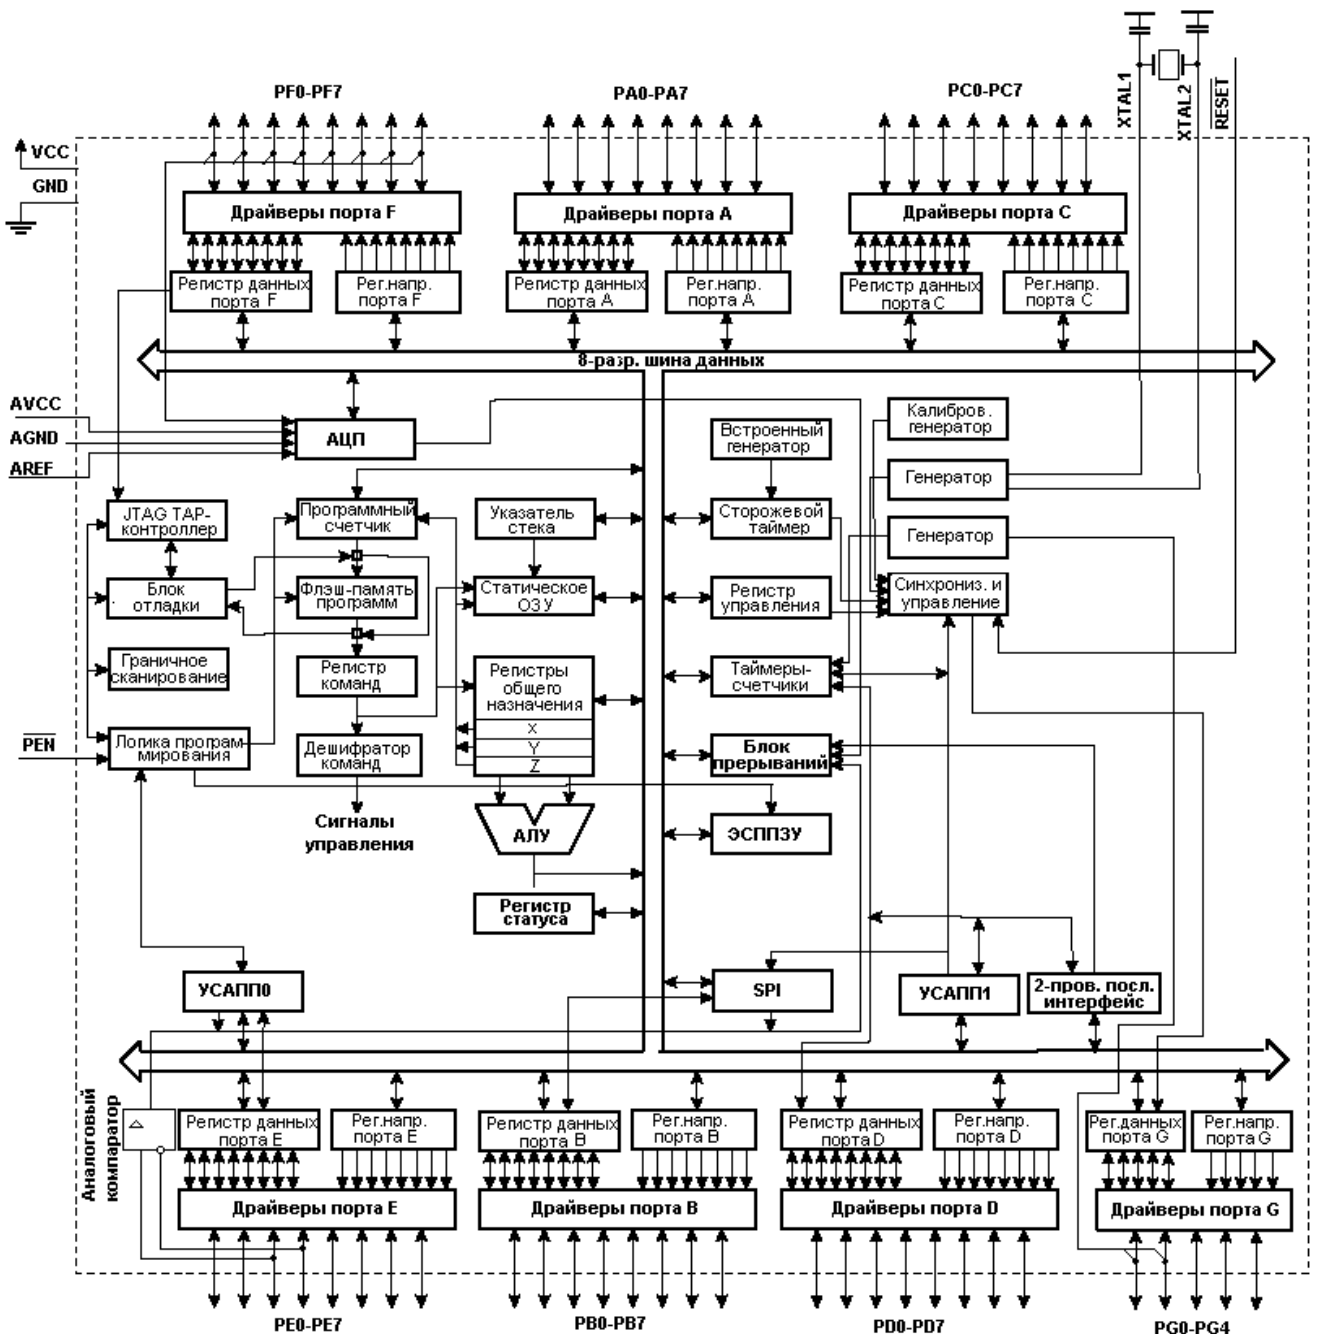 PF0-PF7
PA0-PA7
PC0-PC7
XTAL1
XTAL2
RESET
VCC
GND
Драйверы порта F
Драйверы порта A
Драйверы порта C
Регистр данных
порта F
Рег.напр.
порта F
Регистр данных
порта A
Рег.напр.
порта A
Регистр данных
порта C
Рег.напр.
порта C
8-разр. шина данных
AVCC
AGND
AREF
АЦП
Встроенный
генератор
Калибров.
генератор
Генератор
JTAG TAP-
контроллер
Программный
счетчик
Указатель
стека
Сторожевой
таймер
Генератор
Блок
отладки
Флэш-память
программ
Статическое
ОЗУ
Регистр
управления
Синхрониз. и
управление
Граничное
сканирование
Регистр
команд
Регистры
общего
назначения
X
Y
Z
Таймеры-
счетчики
PEN
Логика програм
мирования
Дешифратор
команд
Блок
прерываний
Сигналы
управления
АЛУ
ЭСППЗУ
Регистр
статуса
УСАПП0
SPI
УСАПП1
2-пров. посл.
интерфейс
Аналоговый
компаратор
Регистр данных
порта E
Рег.напр.
порта E
Регистр данных
порта B
Рег.напр.
порта B
Регистр данных
порта D
Рег.напр.
порта D
Рег.данных
порта G
Рег.напр.
порта G
Драйверы порта E
Драйверы порта B
Драйверы порта D
Драйверы порта G
PE0-PE7
PB0-PB7
PD0-PD7
PG0-PG4